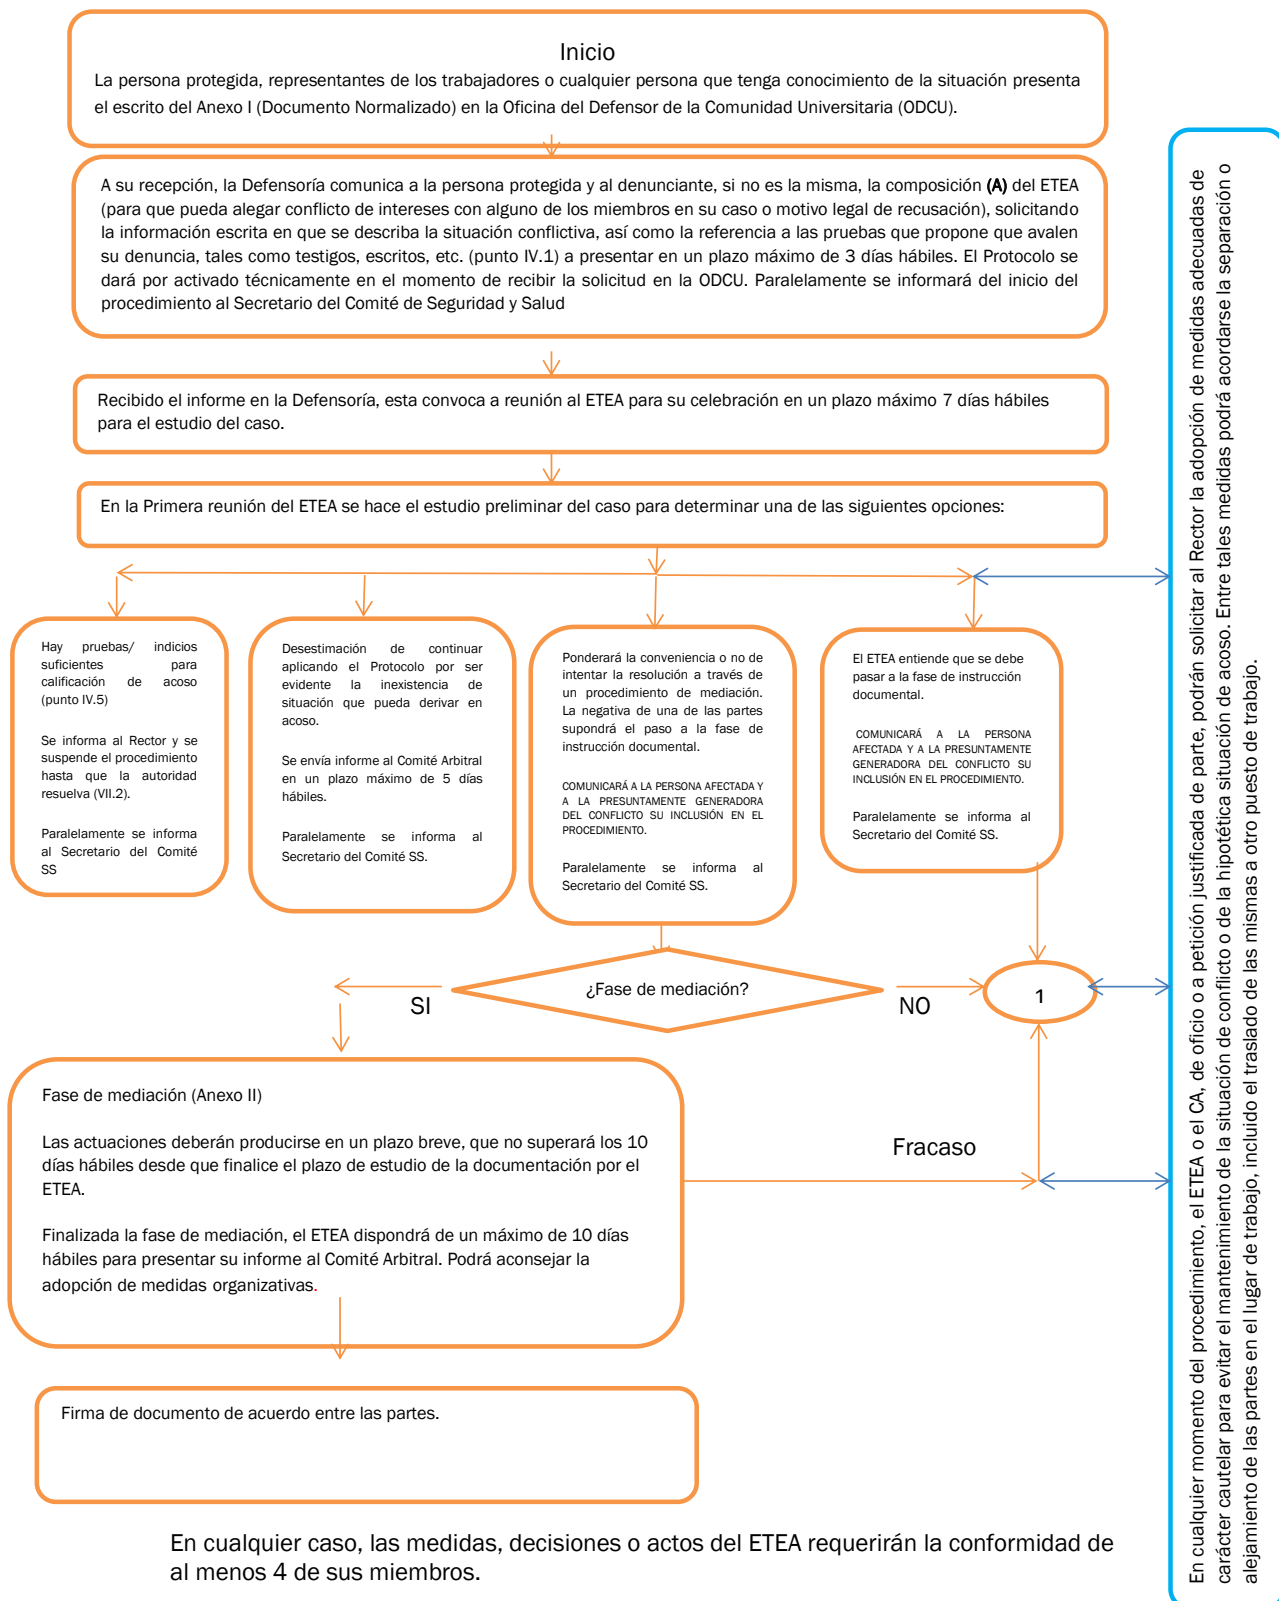 Inicio
La persona protegida, representantes de los trabajadores o cualquier persona que tenga conocimiento de la situación presenta
el escrito del Anexo I (Documento Normalizado) en la Oficina del Defensor de la Comunidad Universitaria (ODCU).
A su recepción, la Defensoría comunica a la persona protegida y al denunciante, si no es la misma, la composición (A) del ETEA
(para que pueda alegar conflicto de intereses con alguno de los miembros en su caso o motivo legal de recusación), solicitando
la información escrita en que se describa la situación conflictiva, así como la referencia a las pruebas que propone que avalen
su denuncia, tales como testigos, escritos, etc. (punto IV.1) a presentar en un plazo máximo de 3 días hábiles. El Protocolo se
dará por activado técnicamente en el momento de recibir la solicitud en la ODCU. Paralelamente se informará del inicio del
procedimiento al Secretario del Comité de Seguridad y Salud
Recibido el informe en la Defensoría, esta convoca a reunión al ETEA para su celebración en un plazo máximo 7 días hábiles
para el estudio del caso.
En la Primera reunión del ETEA se hace el estudio preliminar del caso para determinar una de las siguientes opciones:
Hay pruebas/ indicios
suficientes para
calificación de acoso
(punto IV.5)
Se informa al Rector y se
suspende el procedimiento
hasta que la autoridad
resuelva (VII.2).
Paralelamente se informa
al Secretario del Comité
SS
Desestimación de continuar
aplicando el Protocolo por ser
evidente la inexistencia de
situación que pueda derivar en
acoso.
Se envía informe al Comité Arbitral
en un plazo máximo de 5 días
hábiles.
Paralelamente se informa al
Secretario del Comité SS.
Ponderará la conveniencia o no de
intentar la resolución a través de
un procedimiento de mediación.
La negativa de una de las partes
supondrá el paso a la fase de
instrucción documental.
COMUNICARÁ A LA PERSONA AFECTADA Y
A LA PRESUNTAMENTE GENERADORA
DEL CONFLICTO SU INCLUSIÓN EN EL
PROCEDIMIENTO.
Paralelamente se informa al
Secretario del Comité SS.
El ETEA entiende que se debe
pasar a la fase de instrucción
documental.
COMUNICARÁ A LA PERSONA
AFECTADA Y A LA PRESUNTAMENTE
GENERADORA DEL CONFLICTO SU
INCLUSIÓN EN EL PROCEDIMIENTO.
Paralelamente se informa al
Secretario del Comité SS.
¿Fase de mediación?
SI
NO
1
Fase de mediación (Anexo II)
Las actuaciones deberán producirse en un plazo breve, que no superará los 10
días hábiles desde que finalice el plazo de estudio de la documentación por el
ETEA.
Finalizada la fase de mediación, el ETEA dispondrá de un máximo de 10 días
hábiles para presentar su informe al Comité Arbitral. Podrá aconsejar la
adopción de medidas organizativas.
Fracaso
Firma de documento de acuerdo entre las partes.
En cualquier caso, las medidas, decisiones o actos del ETEA requerirán la conformidad de
al menos 4 de sus miembros.
En cualquier momento del procedimiento, el ETEA o el CA, de oficio o a petición justificada de parte, podrán solicitar al Rector la adopción de medidas adecuadas de
carácter cautelar para evitar el mantenimiento de la situación de conflicto o de la hipotética situación de acoso. Entre tales medidas podrá acordarse la separación o
alejamiento de las partes en el lugar de trabajo, incluido el traslado de las mismas a otro puesto de trabajo.